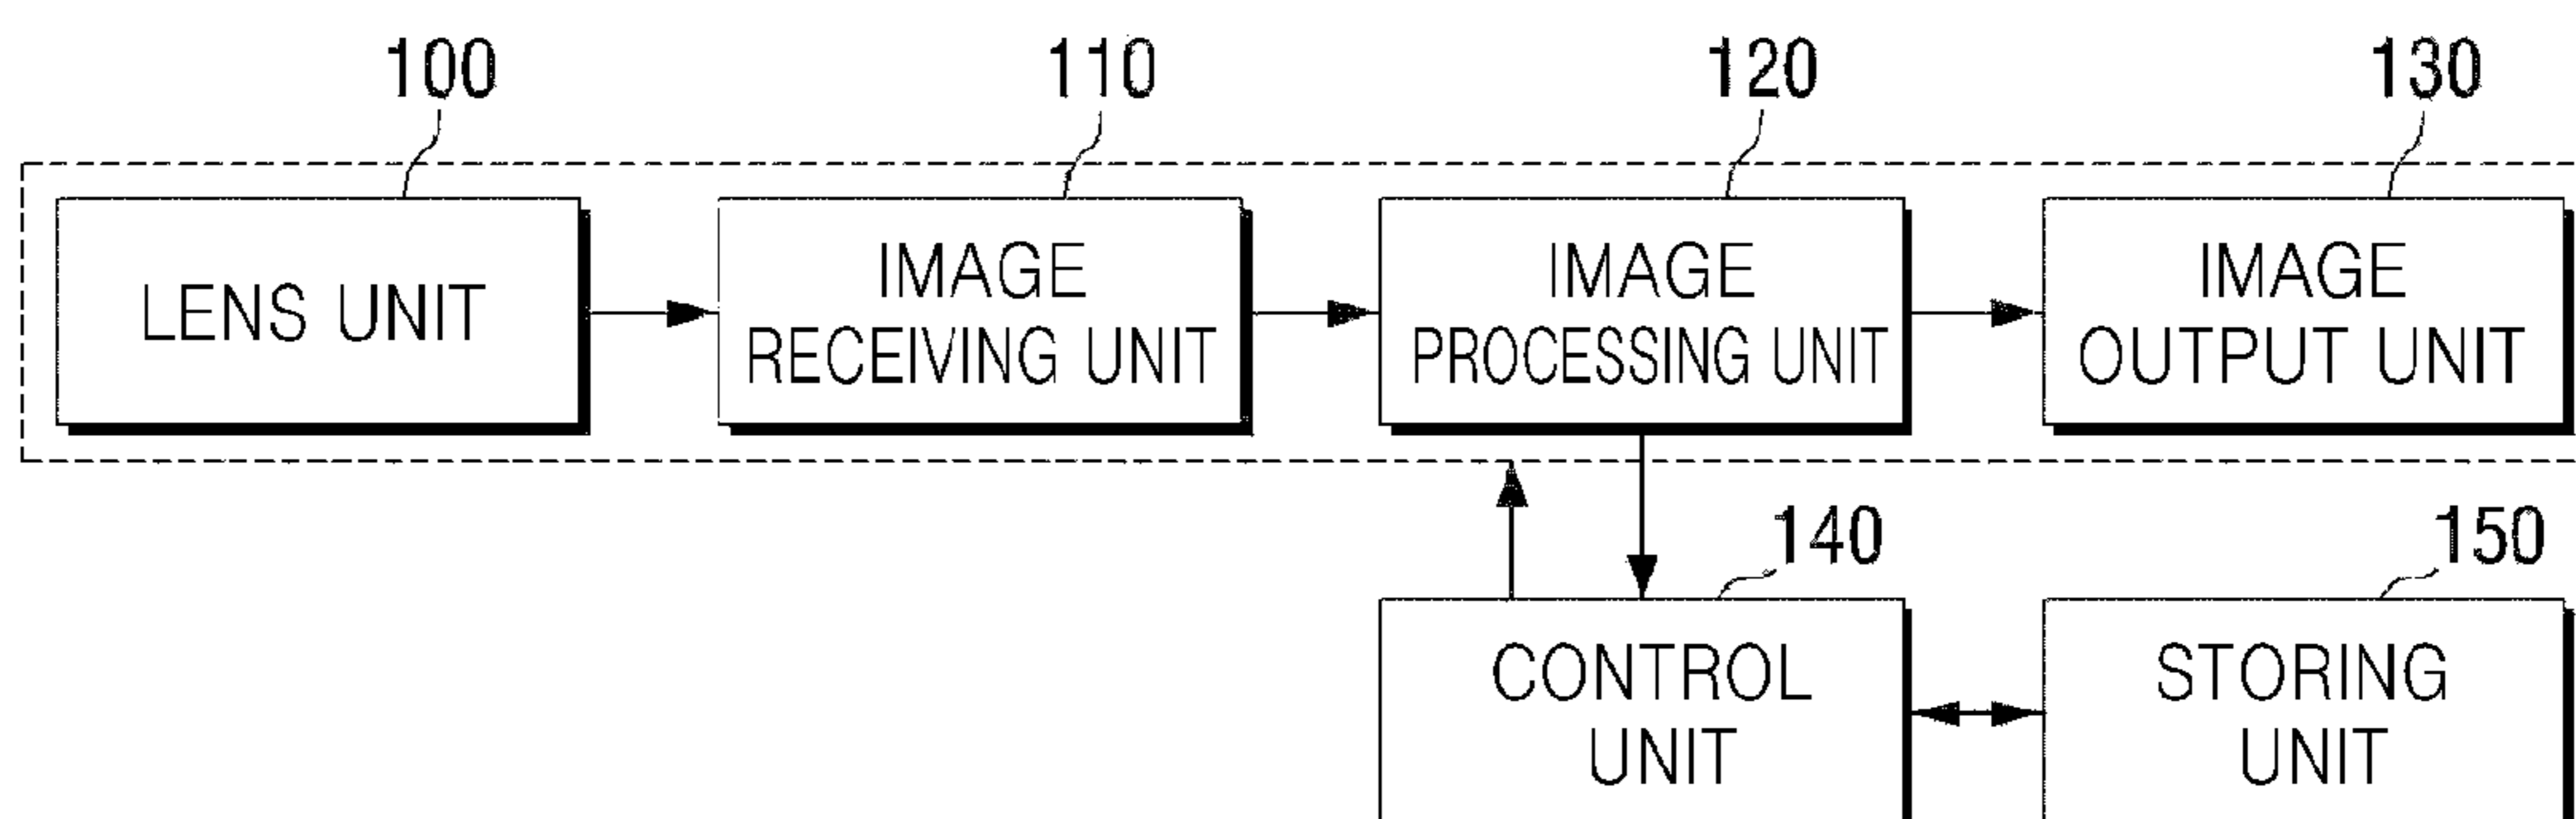 100
110
120
130
LENS UNIT
IMAGE
RECEIVING UNIT
IMAGE
PROCESSING UNIT
IMAGE
OUTPUT UNIT
140
150
CONTROL
UNIT
STORING
UNIT